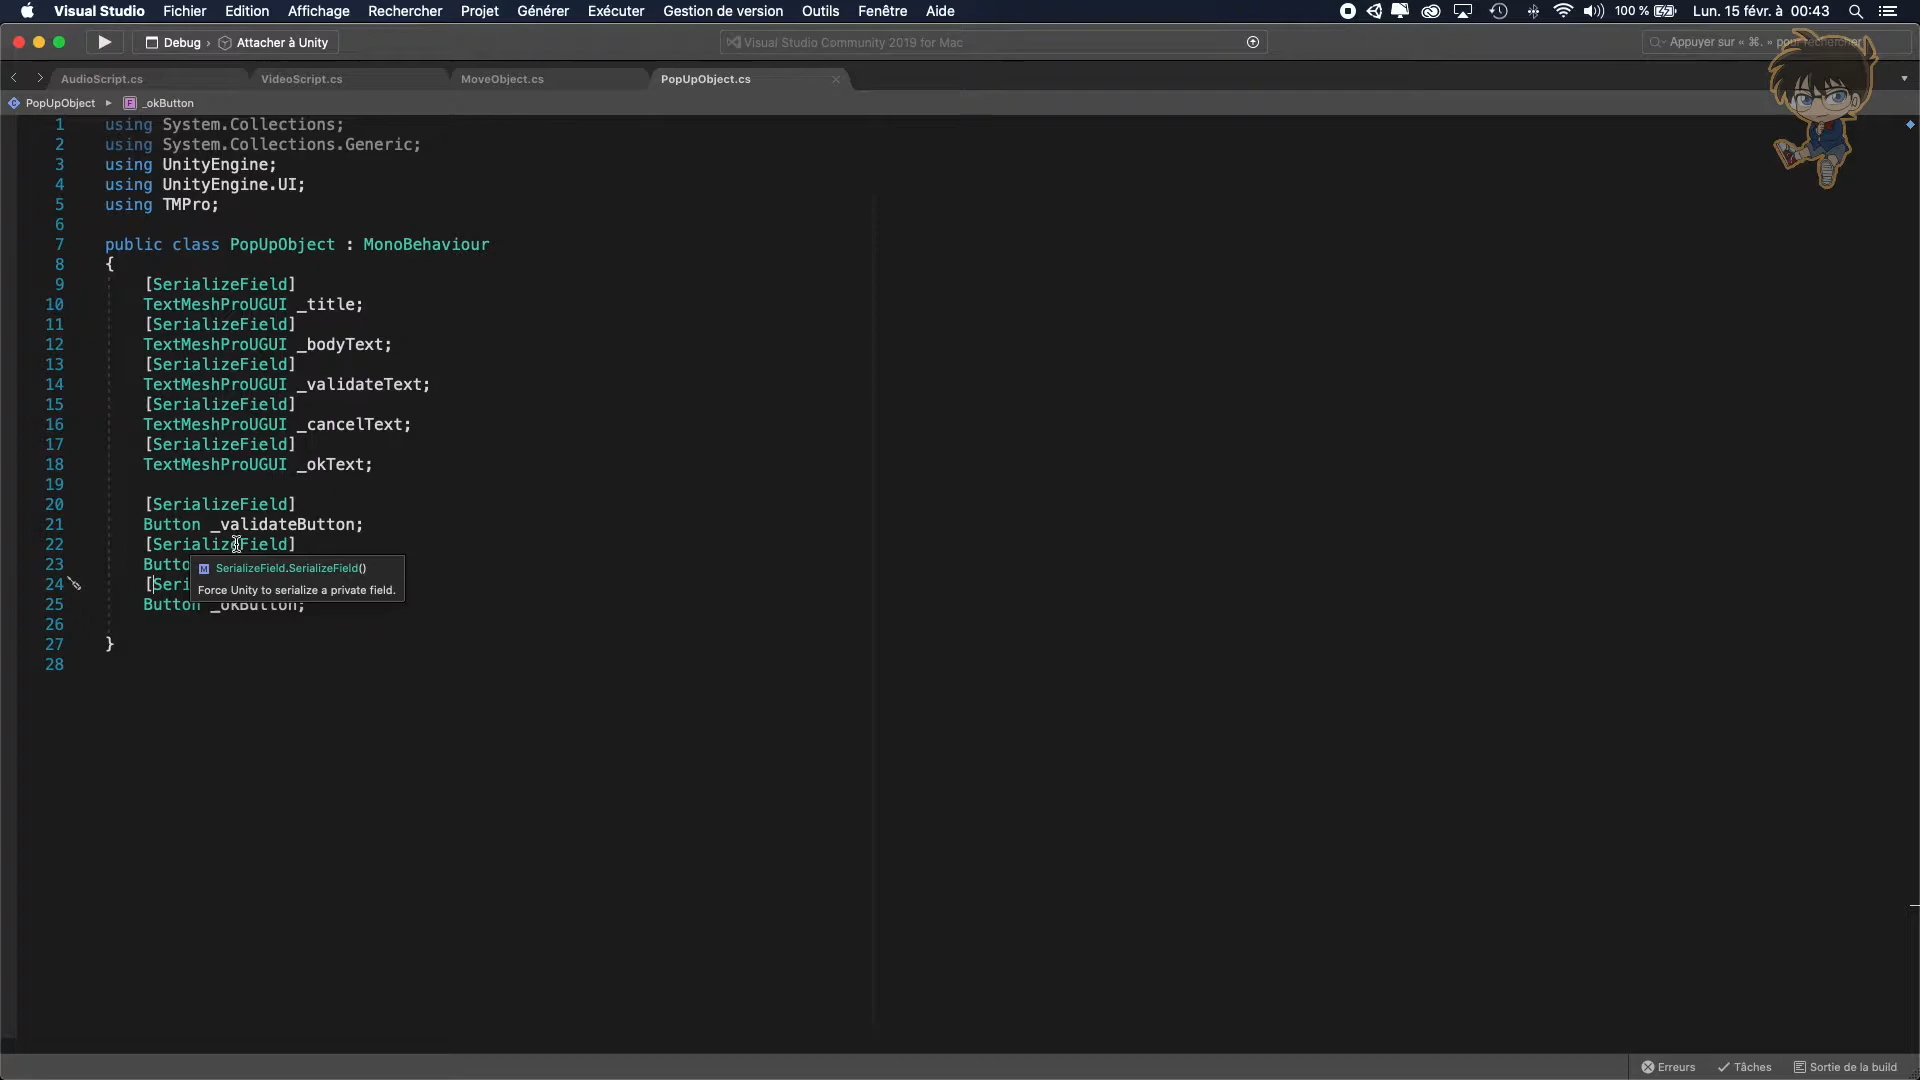 Visual Studio Fichier Edition Affichage Rechercher Projet Générer Exécuter Gestion de version Outils Fenêtre Aide 100 % Lun. 15 févr. à 00:43
Debug › Attacher à Unity Visual Studio Community 2019 for Mac Appuyer sur « ⌘. » pour rechercher
AudioScript.cs VideoScript.cs MoveObject.cs PopUpObject.cs
PopUpObject ▸ _okButton
1 using System.Collections;
2 using System.Collections.Generic;
3 using UnityEngine;
4 using UnityEngine.UI;
5 using TMPro;
6
7 public class PopUpObject : MonoBehaviour
8 {
9 [SerializeField]
10 TextMeshProUGUI _title;
11 [SerializeField]
12 TextMeshProUGUI _bodyText;
13 [SerializeField]
14 TextMeshProUGUI _validateText;
15 [SerializeField]
16 TextMeshProUGUI _cancelText;
17 [SerializeField]
18 TextMeshProUGUI _okText;
19
20 [SerializeField]
21 Button _validateButton;
22 [SerializeField]
23 Butto
SerializeField.SerializeField()
24 [Seri
Force Unity to serialize a private field.
25 Button _okButton;
26
27 }
28
Erreurs Tâches Sortie de la build